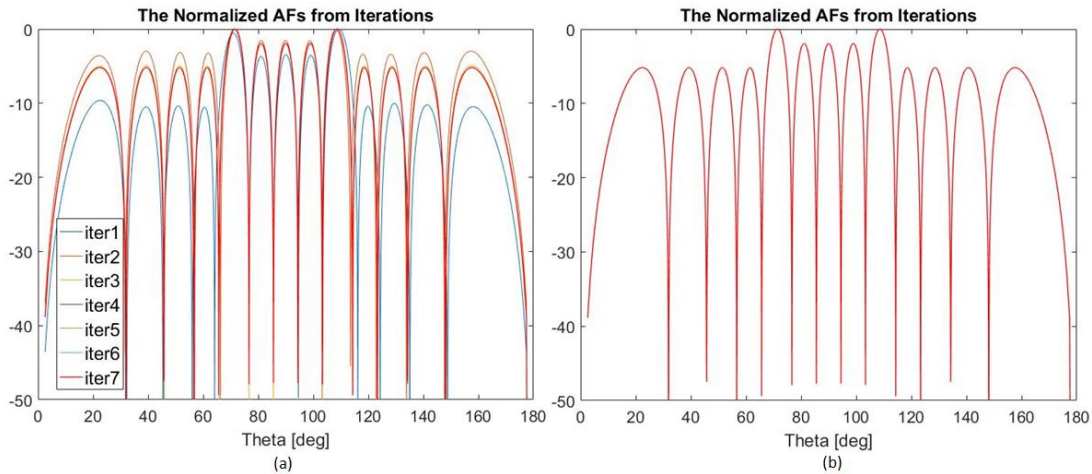 The Normalized AFs from Iterations
0
-10
-20
-30
-40
-50
iter1
iter2
iter3
iter4
iter5
iter6
iter7
0 20 40 60 80 100 120 140 160 180
Theta [deg]
(a)
The Normalized AFs from Iterations
0
-10
-20
-30
-40
-50
0 20 40 60 80 100 120 140 160 180
Theta [deg]
(b)